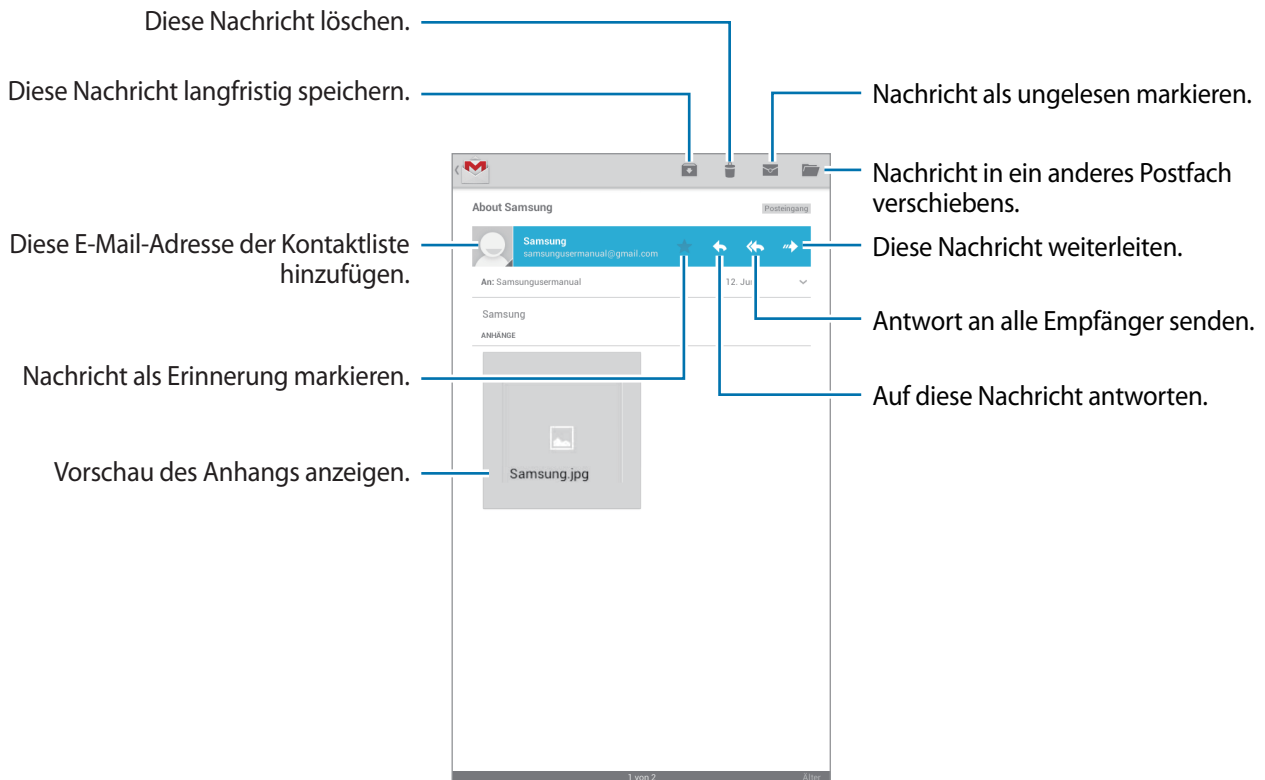 Diese Nachricht löschen.
Diese Nachricht langfristig speichern.
Nachricht als ungelesen markieren.
Nachricht in ein anderes Postfach
verschiebens.
About Samsung
Posteingang
Diese E-Mail-Adresse der Kontaktliste
hinzufügen.
Samsung
samsungusermanual@gmail.com
Diese Nachricht weiterleiten.
An: Samsungusermanual
12.
Samsung
ANHÄNGE
Antwort an alle Empfänger senden.
Nachricht als Erinnerung markieren.
Auf diese Nachricht antworten.
Vorschau des Anhangs anzeigen.
Samsung.jpg
1 von 2
Älter